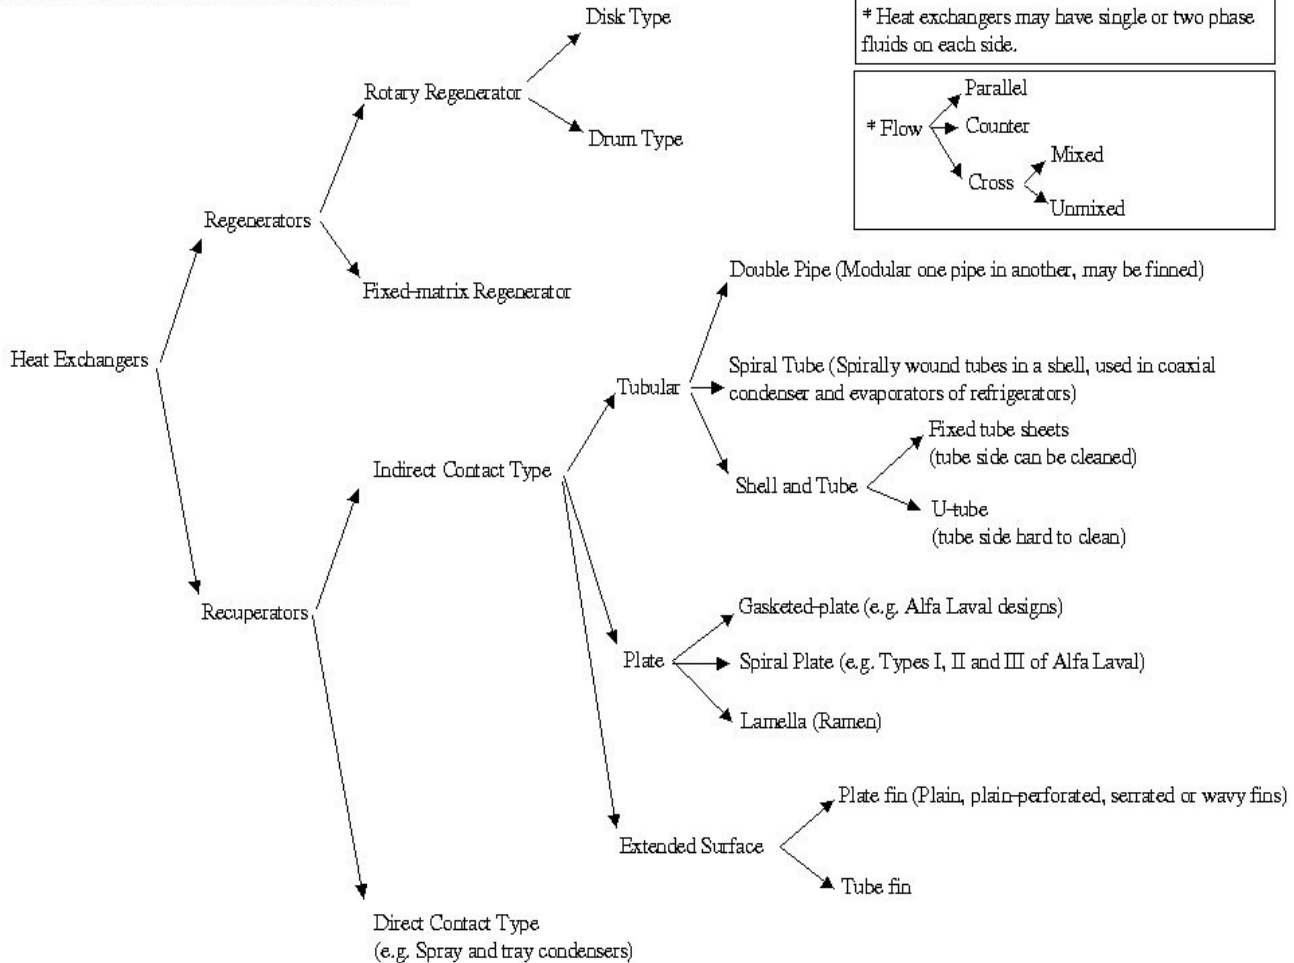 Disk Type
* Heat exchangers may have single or two phase
fluids on each side.
Rotary Regenerator
Parallel
* Flow
Counter
Drum Type
Mixed
Cross
Unmixed
Regenerators
Double Pipe (Modular one pipe in another, may be finned)
Fixed-matrix Regenerator
Heat Exchangers
Spiral Tube (Spirally wound tubes in a shell, used in coaxial
condenser and evaporators of refrigerators)
Tubular
Fixed tube sheets
(tube side can be cleaned)
Indirect Contact Type
Shell and Tube
U-tube
(tube side hard to clean)
Recuperators
Gasketed-plate (e.g. Alfa Laval designs)
Plate
Spiral Plate (e.g. Types I, II and III of Alfa Laval)
Lamella (Ramen)
Plate fin (Plain, plain-perforated, serrated or wavy fins)
Extended Surface
Tube fin
Direct Contact Type
(e.g. Spray and tray condensers)